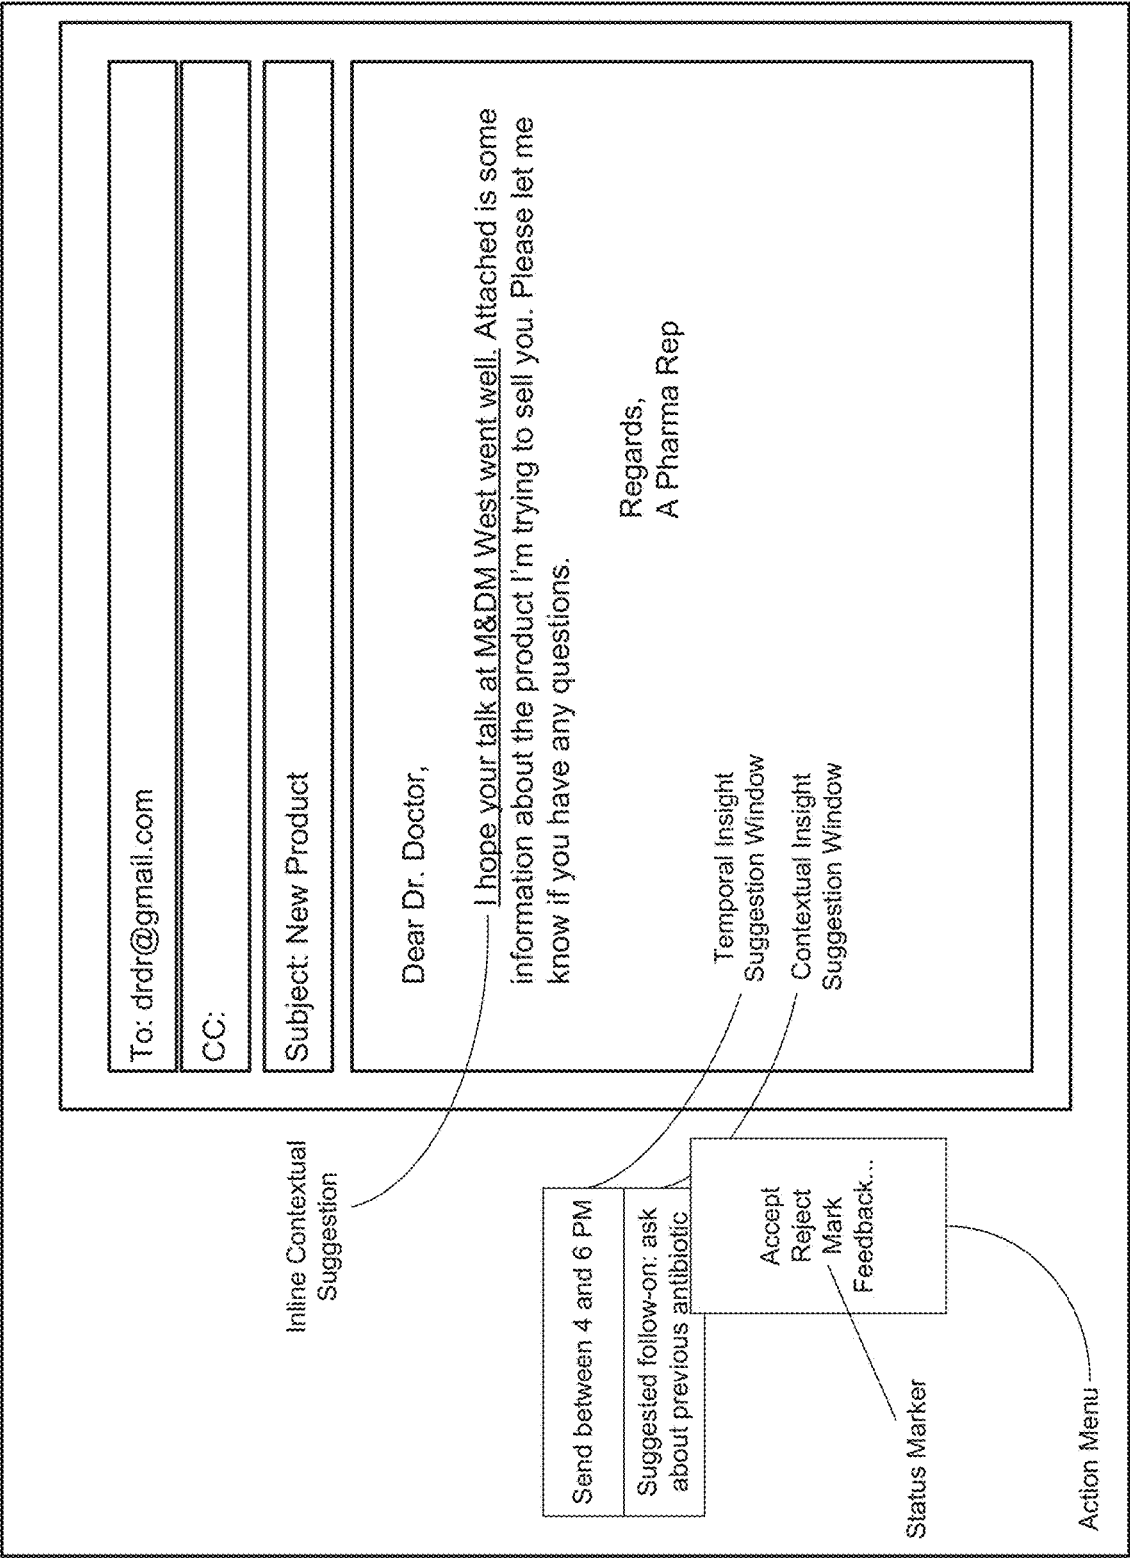 To: drdr@gmail.com
CC:
Subject: New Product
Dear Dr. Doctor,
I hope your talk at M&DM West went well. Attached is some
information about the product I'm trying to sell you. Please let me
know if you have any questions.
Regards,
A Pharma Rep
Inline Contextual
Suggestion
Send between 4 and 6 PM
Suggested follow-on: ask
about previous antibiotic
Temporal Insight
Suggestion Window
Contextual Insight
Suggestion Window
Accept
Reject
Mark
Feedback...
Status Marker
Action Menu